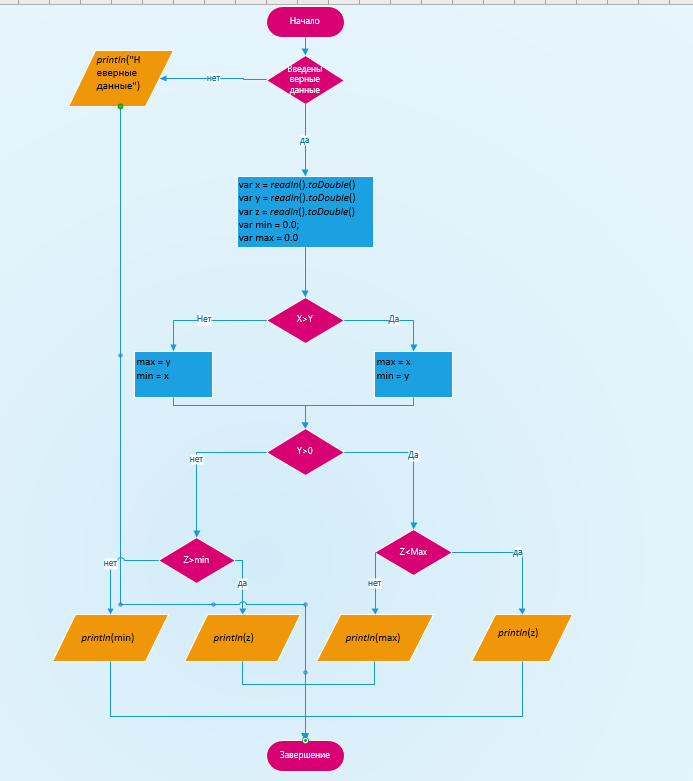 Начало
Введены
верные
данные
нет
println("Н
еверные
данные")
да
var x = readln().toDouble()
var y = readln().toDouble()
var z = readln().toDouble()
var min = 0.0;
var max = 0.0
X>Y
Нет
Да
max = y
min = x
max = x
min = y
Y>0
нет
Да
Z>min
Z<Max
нет
да
нет
да
println(min)
println(z)
println(max)
println(z)
Завершение